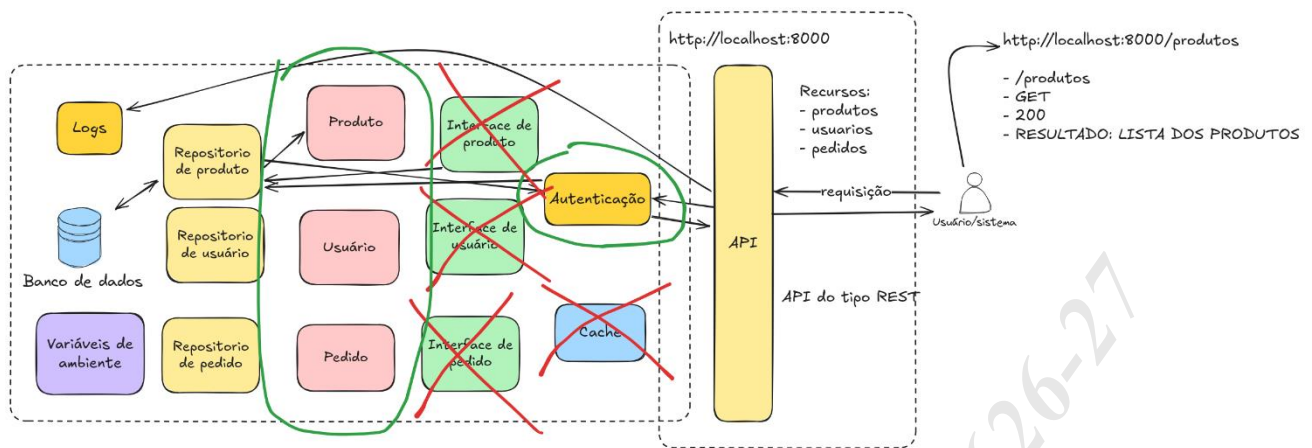 http://localhost:8000
http://localhost:8000/produtos
- /produtos
- GET
- 200
- RESULTADO: LISTA DOS PRODUTOS
Logs
Repositorio
de produto
Produto
Interface de
produto
Autenticação
API
Recursos:
- produtos
- usuarios
- pedidos
requisição
Usuário/sistema
Banco de dados
Repositorio
de usuário
Usuário
Interface de
usuário
API do tipo REST
Variáveis de
ambiente
Repositorio
de pedido
Pedido
Interface de
pedido
Cache
26-27